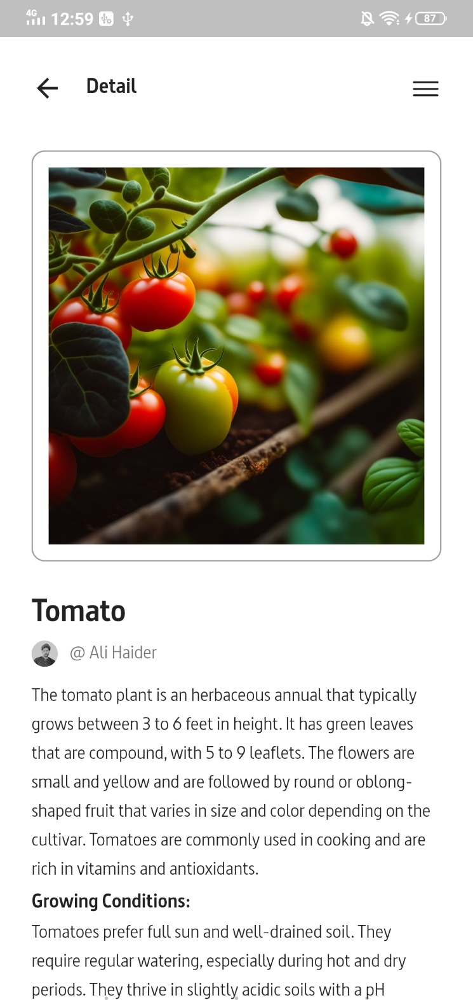 4G 12:59 87
Detail
Tomato
@ Ali Haider
The tomato plant is an herbaceous annual that typically
grows between 3 to 6 feet in height. It has green leaves
that are compound, with 5 to 9 leaflets. The flowers are
small and yellow and are followed by round or oblong-
shaped fruit that varies in size and color depending on the
cultivar. Tomatoes are commonly used in cooking and are
rich in vitamins and antioxidants.
Growing Conditions:
Tomatoes prefer full sun and well-drained soil. They
require regular watering, especially during hot and dry
periods. They thrive in slightly acidic soils with a pH